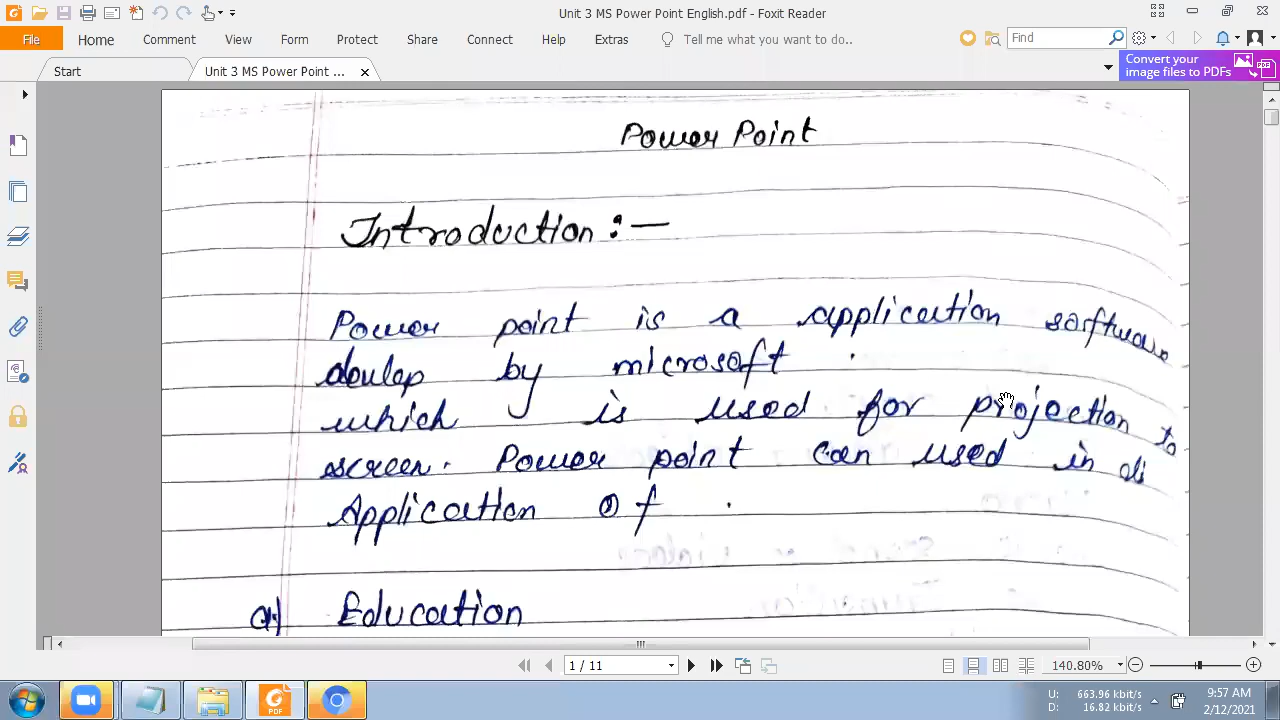 Unit 3 MS Power Point English.pdf - Foxit Reader
File Home Comment View Form Protect Share Connect Help Extras Tell me what you want to do.. Find
Start Unit 3 MS Power Point ... Convert your
image files to PDFs
Power Point
Introduction :—
Power point is a application software
devlep by microsoft .
which is used for projection to
screen. Power point can used in di
Application of .
a) Education
1 / 11 140.80%
U: 663.96 kbit/s
D: 16.82 kbit/s
9:57 AM
2/12/2021